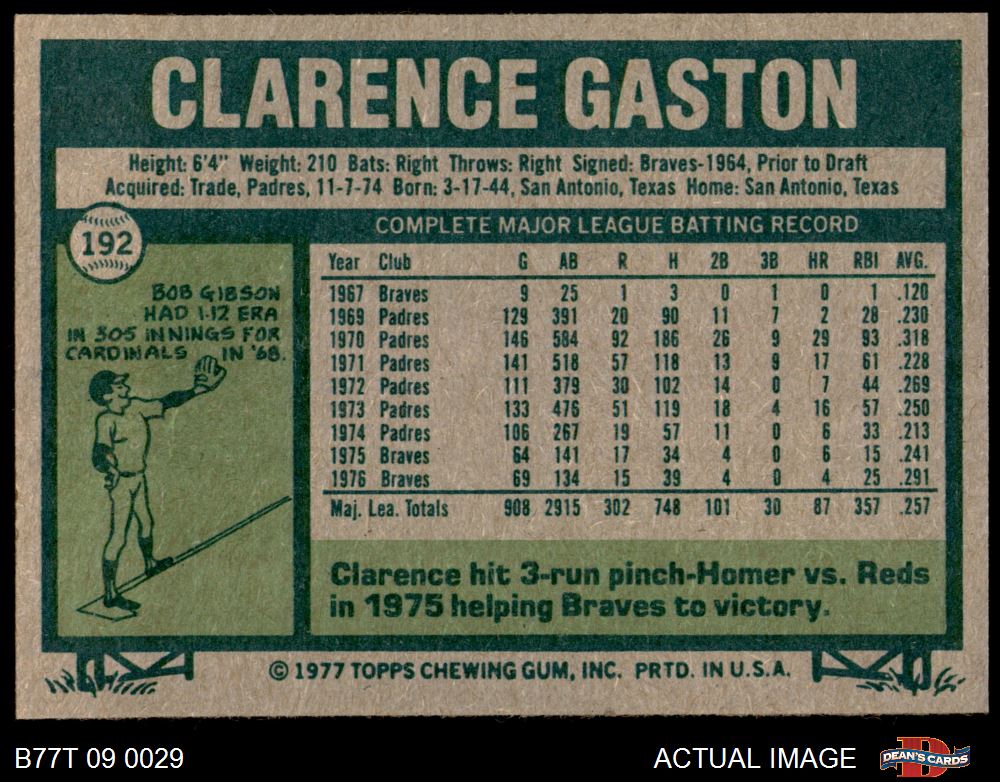 CLARENCE GASTON
Height: 6'4" Weight: 210 Bats: Right Throws: Right Signed: Braves-1964, Prior to Draft
Acquired: Trade, Padres, 11-7-74 Born: 3-17-44, San Antonio, Texas Home: San Antonio, Texas
192
COMPLETE MAJOR LEAGUE BATTING RECORD
BOB GIBSON
HAD 1.12 ERA
IN 305 INNINGS FOR
CARDINALS IN '68.
Year Club G AB R H 2B 3B HR RBI AVG.
1967 Braves 9 25 1 3 0 1 0 1 .120
1969 Padres 129 391 20 90 11 7 2 28 .230
1970 Padres 146 584 92 186 26 9 29 93 .318
1971 Padres 141 518 57 118 13 9 17 61 .228
1972 Padres 111 379 30 102 14 0 7 44 .269
1973 Padres 133 476 51 119 18 4 16 57 .250
1974 Padres 106 267 19 57 11 0 6 33 .213
1975 Braves 64 141 17 34 4 0 6 15 .241
1976 Braves 69 134 15 39 4 0 4 25 .291
Maj. Lea. Totals 908 2915 302 748 101 30 87 357 .257
Clarence hit 3-run pinch-Homer vs. Reds
in 1975 helping Braves to victory.
© 1977 TOPPS CHEWING GUM, INC. PRTD. IN U.S.A.
B77T 09 0029
ACTUAL IMAGE
DEAN'S CARDS